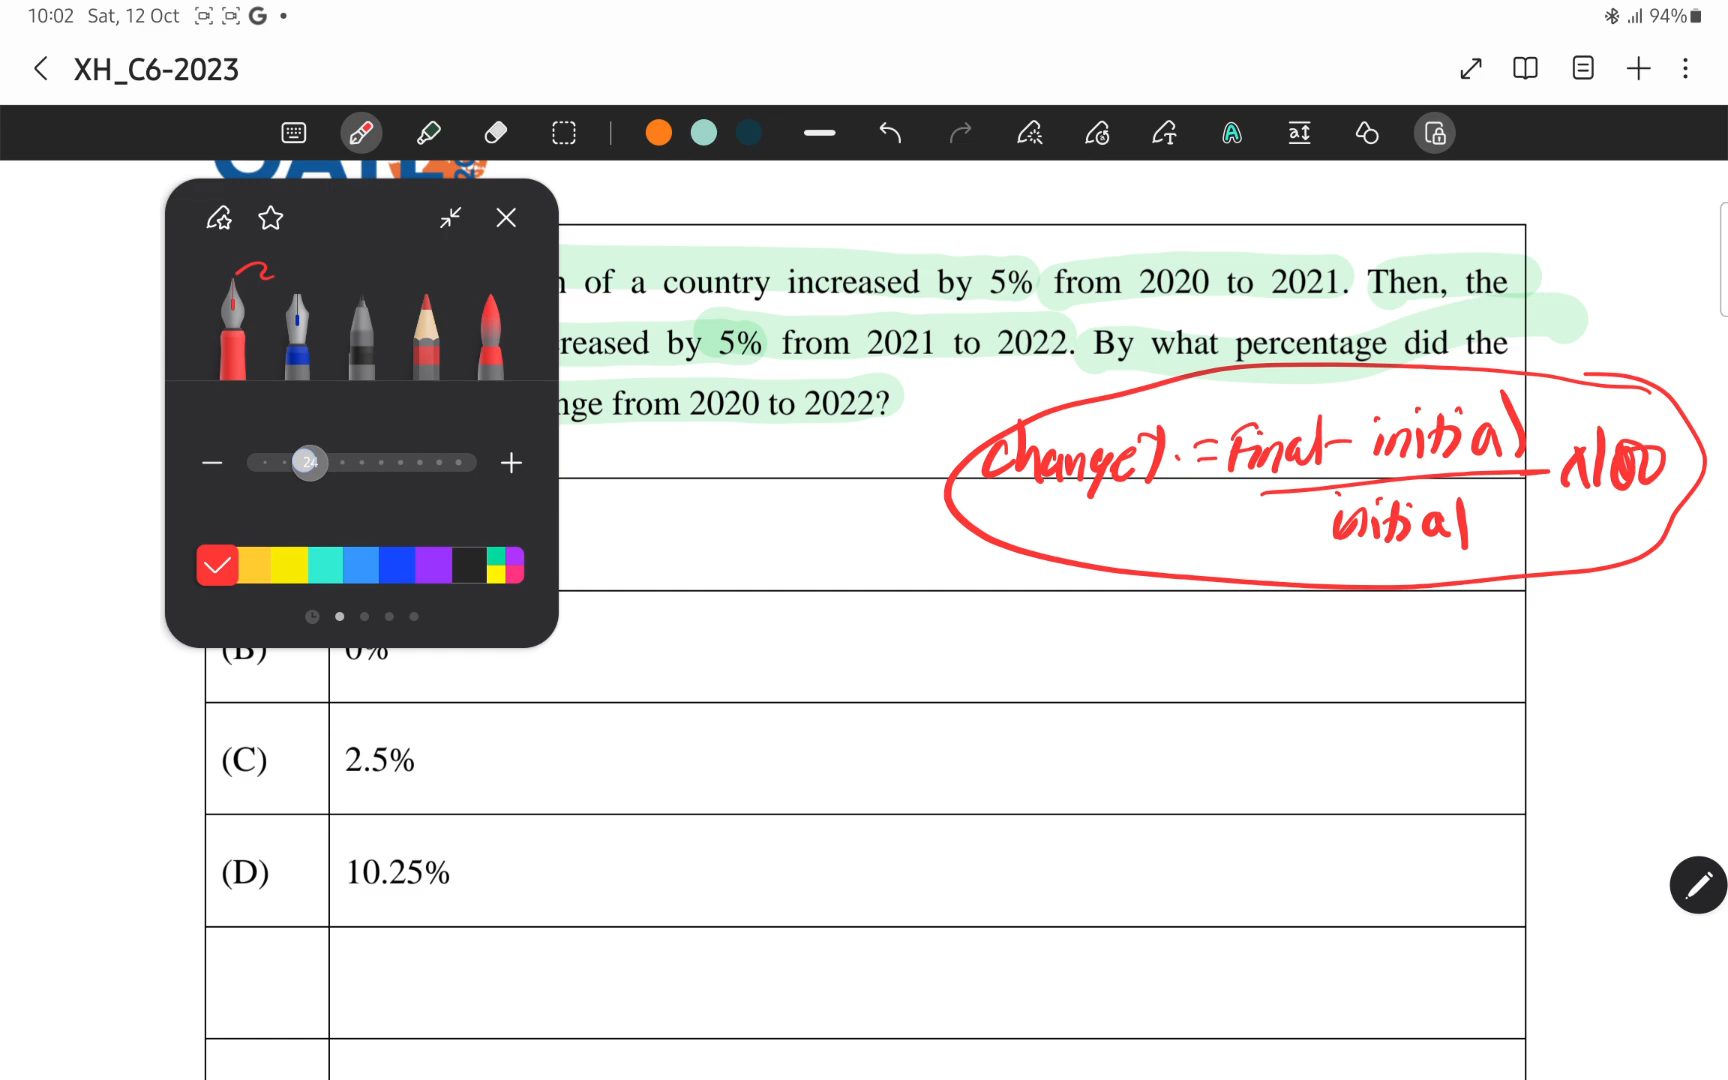 10:02 Sat, 12 Oct G
94%
XH_C6-2023
of a country increased by 5% from 2020 to 2021. Then, the
reased by 5% from 2021 to 2022. By what percentage did the
nge from 2020 to 2022?
change%. = Final - initial x100
initial
24
(B) 0%
(C) 2.5%
(D) 10.25%